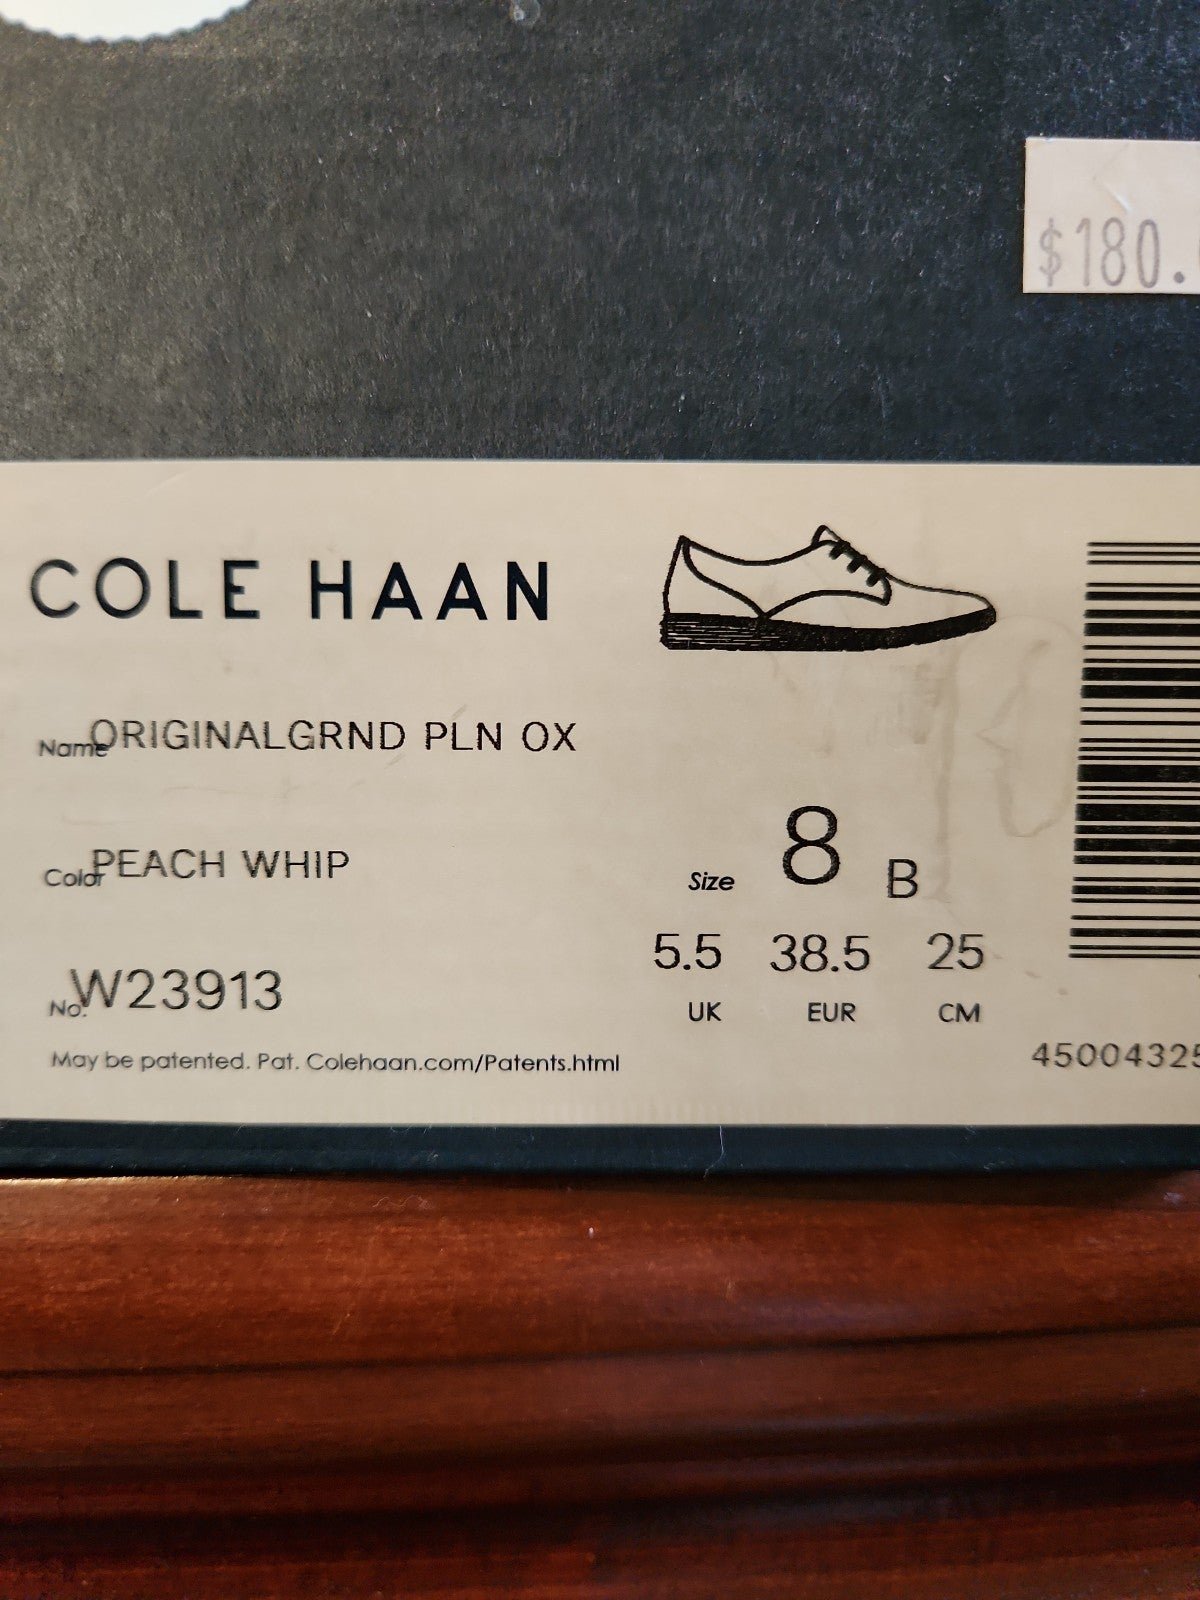 $180.
COLE HAAN
Name ORIGINALGRND PLN OX
Color PEACH WHIP
Size 8 B
5.5 38.5 25
UK EUR CM
No. W23913
May be patented. Pat. Colehaan.com/Patents.html
45004325